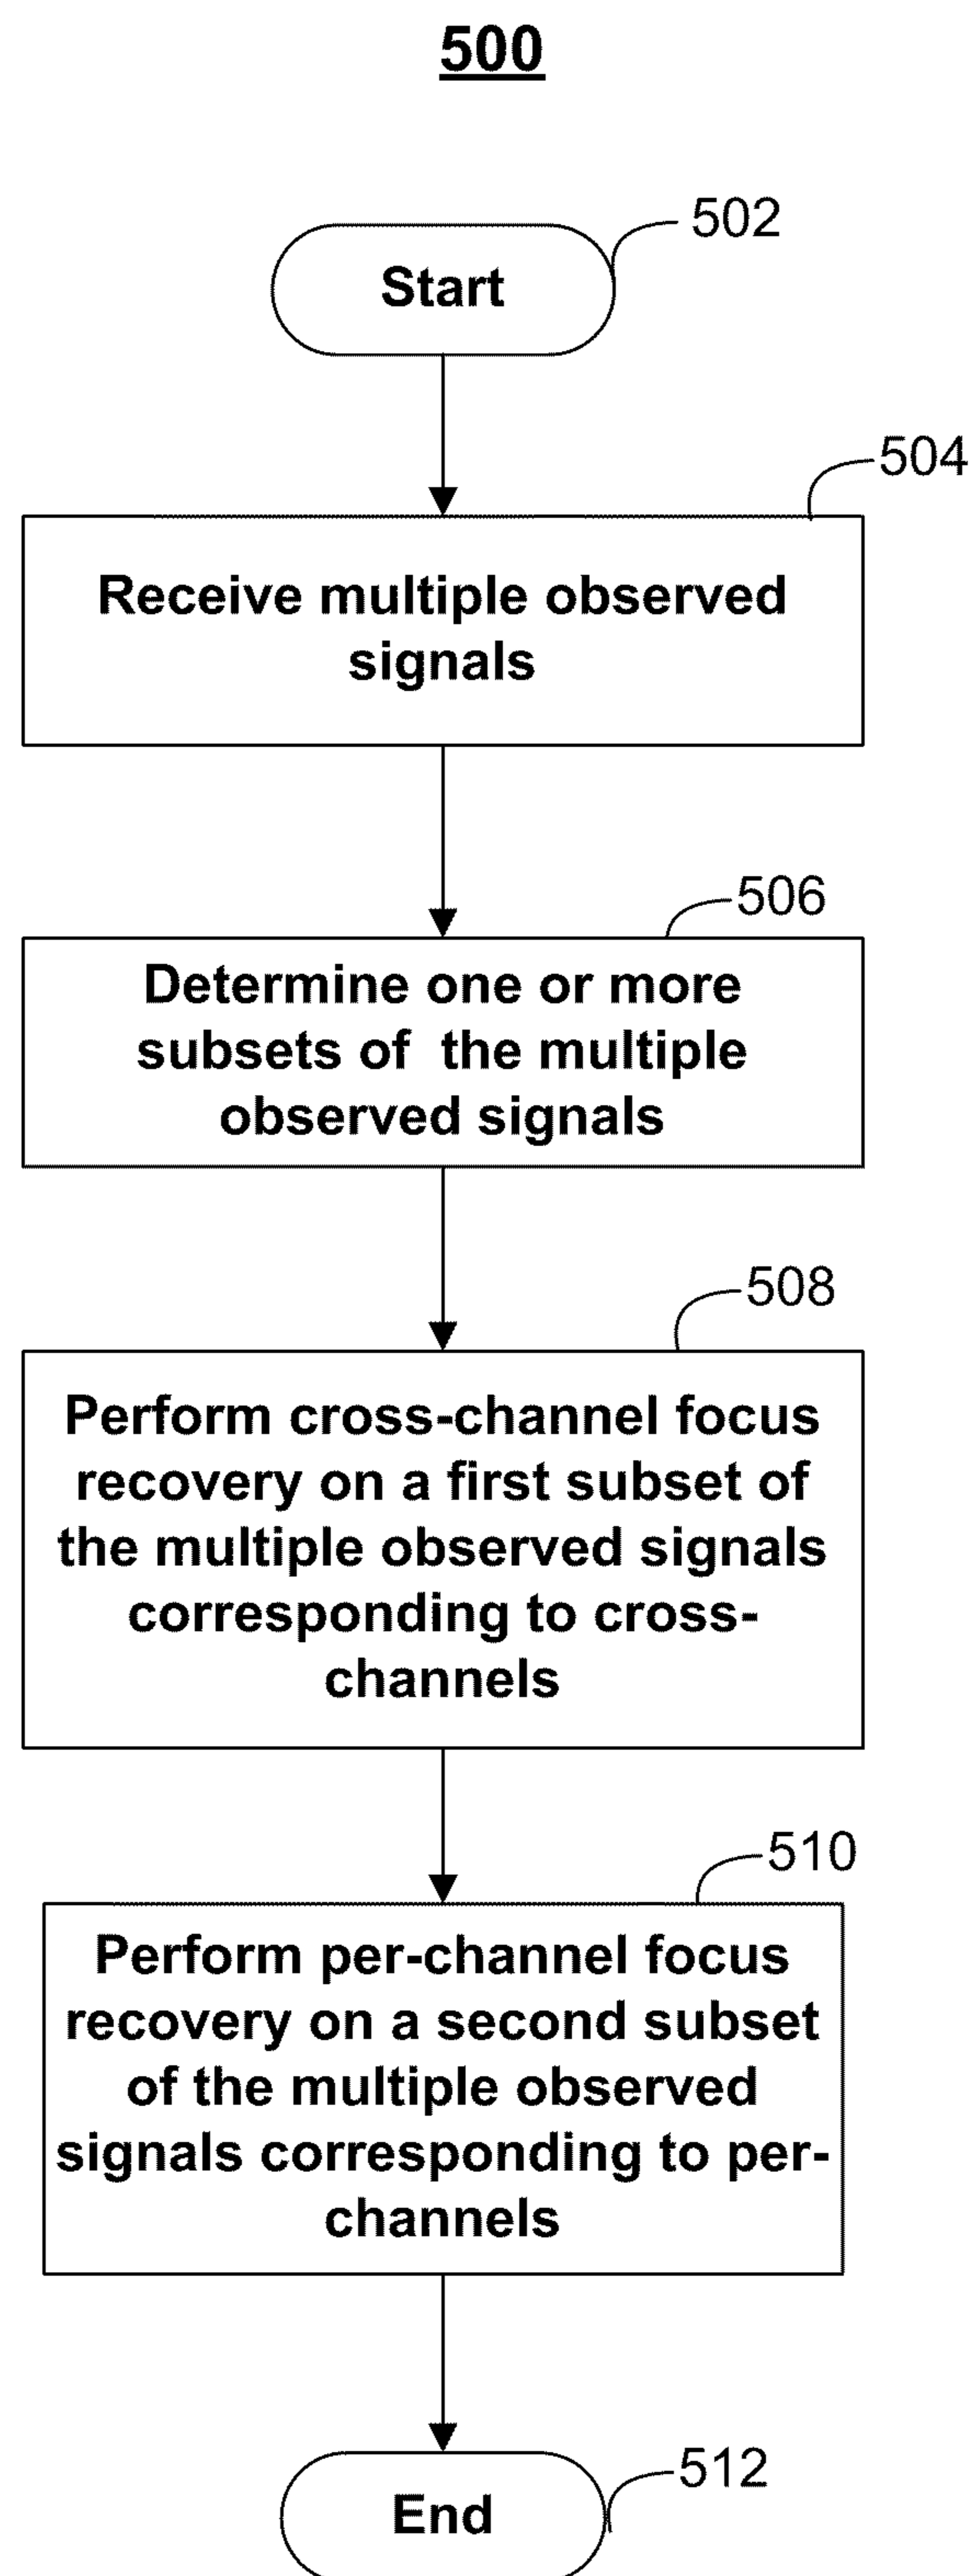 500
502
Start
504
Receive multiple observed
signals
506
Determine one or more
subsets of the multiple
observed signals
508
Perform cross-channel focus
recovery on a first subset of
the multiple observed signals
corresponding to cross-
channels
510
Perform per-channel focus
recovery on a second subset
of the multiple observed
signals corresponding to per-
channels
512
End